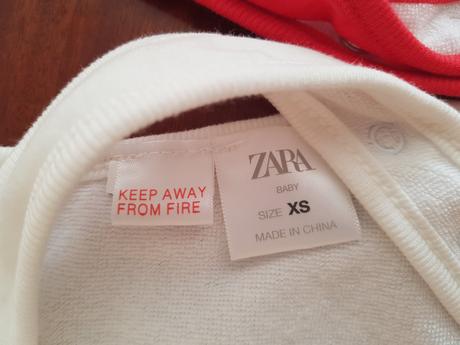 KEEP AWAY
FROM FIRE
ZARA
BABY
SIZE XS
MADE IN CHINA